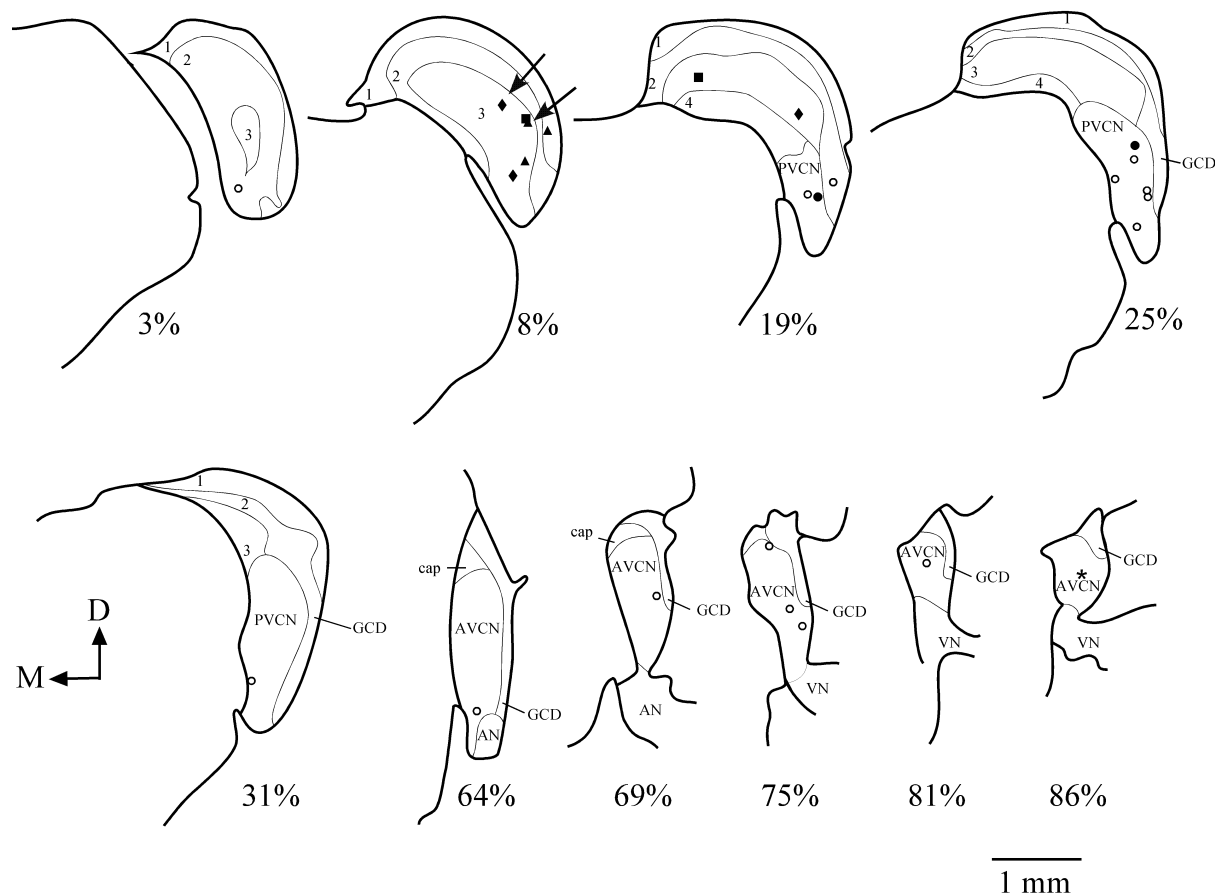 1
2
3
3%
1
2
3
8%
1
2
4
PVCN
19%
1
2
3
4
PVCN
GCD
25%
1
2
3
PVCN
GCD
31%
D
M
cap
AVCN
GCD
AN
64%
cap
AVCN
GCD
AN
69%
AVCN
GCD
VN
75%
AVCN
GCD
VN
81%
GCD
*
AVCN
VN
86%
1 mm